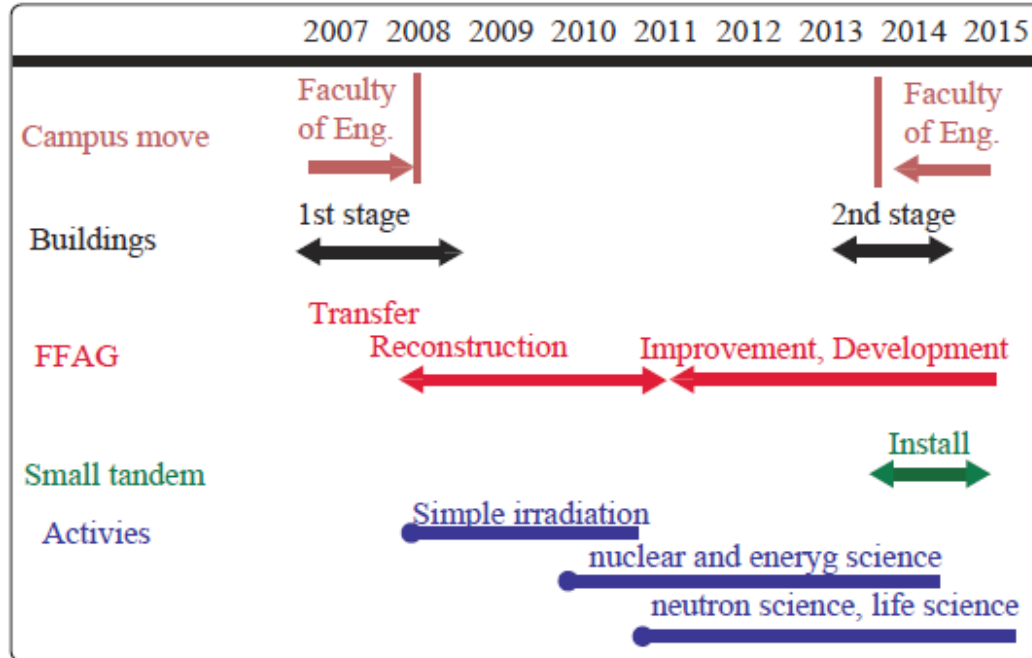 2007 2008 2009 2010 2011 2012 2013 2014 2015
Campus move
Faculty
of Eng.
Faculty
of Eng.
Buildings
1st stage
2nd stage
FFAG
Transfer
Reconstruction
Improvement, Development
Small tandem
Install
Activies
Simple irradiation
nuclear and eneryg science
neutron science, life science